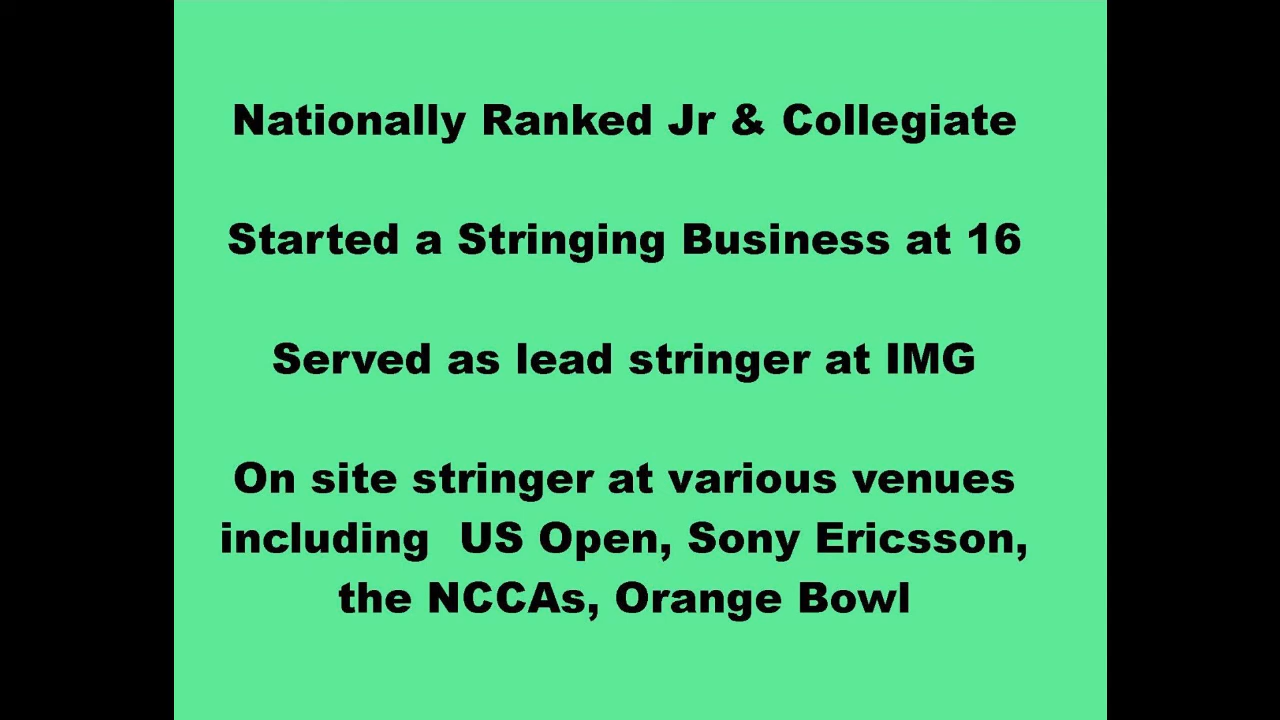 Nationally Ranked Jr & Collegiate
Started a Stringing Business at 16
Served as lead stringer at IMG
On site stringer at various venues
including  US Open, Sony Ericsson,
the NCCAs, Orange Bowl